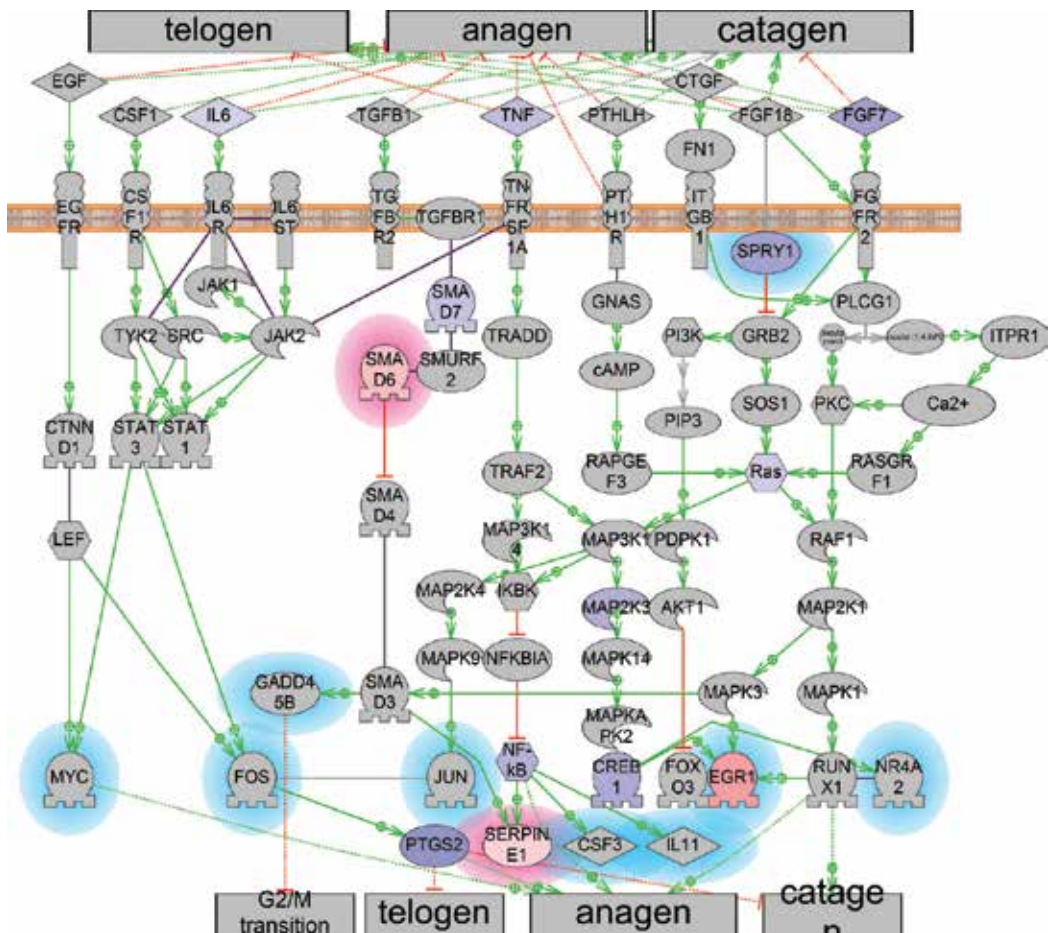 telogen
anagen
catagen
EGF
CSF1
IL6
TGFB1
TNF
PTHLH
CTGF
FGF18
FGF7
FN1
EG
FR
CS
F1
R
IL6
R
IL6
ST
TG
FB
R2
TGFBR1
TN
FR
SF
1A
PT
H1
R
IT
GB
1
SPRY1
FG
FR
2
JAK1
SMA
D7
GNAS
PLCG1
TYK2
SRC
JAK2
SMA
D6
SMURF
2
TRADD
cAMP
PI3K
GRB2
ITPR1
CTNN
D1
STAT
3
STAT
1
PIP3
SOS1
PKC
Ca2+
TRAF2
RAPGE
F3
Ras
RASGR
F1
SMA
D4
LEF
MAP3K1
4
MAP3K1
PDPK1
RAF1
MAP2K4
IKBK
MAP2K3
AKT1
MAP2K1
MAPK9
NFKBIA
MAPK14
GADD4
5B
SMA
D3
MAPK3
MAPK1
MAPKA
PK2
MYC
FOS
JUN
NF-
kB
CREB
1
FOX
O3
EGR1
RUN
X1
NR4A
2
PTGS2
SERPIN
E1
CSF3
IL11
G2/M
transition
telogen
anagen
catage
n